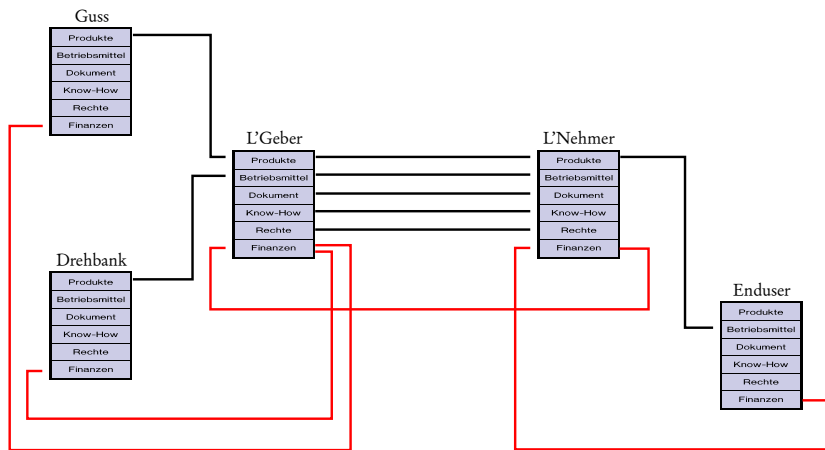 Guss
Produkte
Betriebsmittel
Dokument
Know-How
Rechte
Finanzen
L'Geber
Produkte
Betriebsmittel
Dokument
Know-How
Rechte
Finanzen
L'Nehmer
Produkte
Betriebsmittel
Dokument
Know-How
Rechte
Finanzen
Drehbank
Produkte
Betriebsmittel
Dokument
Know-How
Rechte
Finanzen
Enduser
Produkte
Betriebsmittel
Dokument
Know-How
Rechte
Finanzen